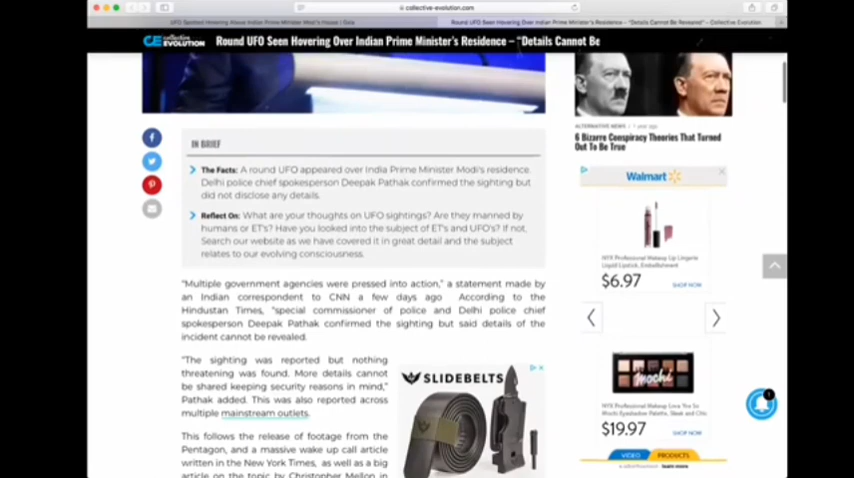 collective-evolution.com
UFO Spotted Hovering Above Indian Prime Minister Modi's House | Gaia
Round UFO Seen Hovering Over Indian Prime Minister's Residence – "Details Cannot Be Revealed" – Collective Evolution
CE collective EVOLUTION
Round UFO Seen Hovering Over Indian Prime Minister's Residence – "Details Cannot Be
IN BRIEF
The Facts: A round UFO appeared over India Prime Minister Modi's residence.
Delhi police chief spokesperson Deepak Pathak confirmed the sighting but
did not disclose any details.
Reflect On: What are your thoughts on UFO sightings? Are they manned by
humans or ET's? Have you looked into the subject of ET's and UFO's? If not,
Search our website as we have covered it in great detail and the subject
relates to our evolving consciousness.
"Multiple government agencies were pressed into action," a statement made by
an Indian correspondent to CNN a few days ago According to the
Hindustan Times, "special commissioner of police and Delhi police chief
spokesperson Deepak Pathak confirmed the sighting but said details of the
incident cannot be revealed.
"The sighting was reported but nothing
threatening was found. More details cannot
be shared keeping security reasons in mind,"
Pathak added. This was also reported across
multiple mainstream outlets.
This follows the release of footage from the
Pentagon, and a massive wake up call article
written in the New York Times, as well as a big
article on the topic by Christopher Mellon in
SLIDEBELTS
ALTERNATIVE NEWS / 1 year ago
6 Bizarre Conspiracy Theories That Turned
Out To Be True
Walmart
NYX Professional Makeup Lip Lingerie
Liquid Lipstick, Embellishment
$6.97
SHOP NOW
mochi
NYX Professional Makeup Love You So
Mochi Eyeshadow Palette, Sleek and Chic
$19.97
SHOP NOW
VIDEO
PRODUCTS
learn more
1